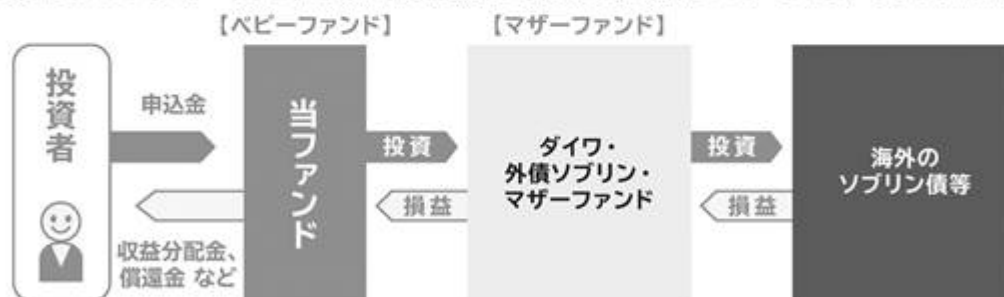 【ベビーファンド】
【マザーファンド】
投資者
申込金
収益分配金、
償還金 など
当ファンド
投資
損益
ダイワ・
外債ソブリン・
マザーファンド
投資
損益
海外の
ソブリン債等